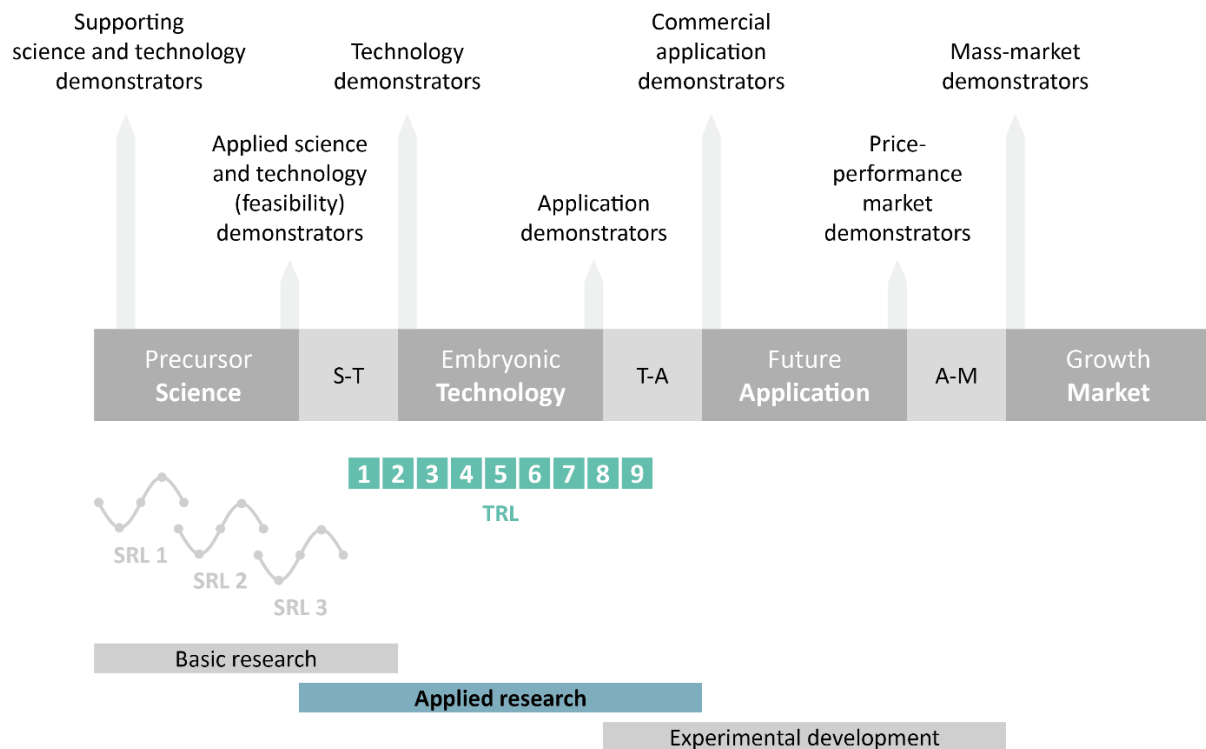 Supporting
science and technology
demonstrators
Technology
demonstrators
Commercial
application
demonstrators
Mass-market
demonstrators
Applied science
and technology
(feasibility)
demonstrators
Application
demonstrators
Price-
performance
market
demonstrators
Precursor
Science
S-T
Embryonic
Technology
T-A
Future
Application
A-M
Growth
Market
1 2 3 4 5 6 7 8 9
TRL
SRL 1
SRL 2
SRL 3
Basic research
Applied research
Experimental development